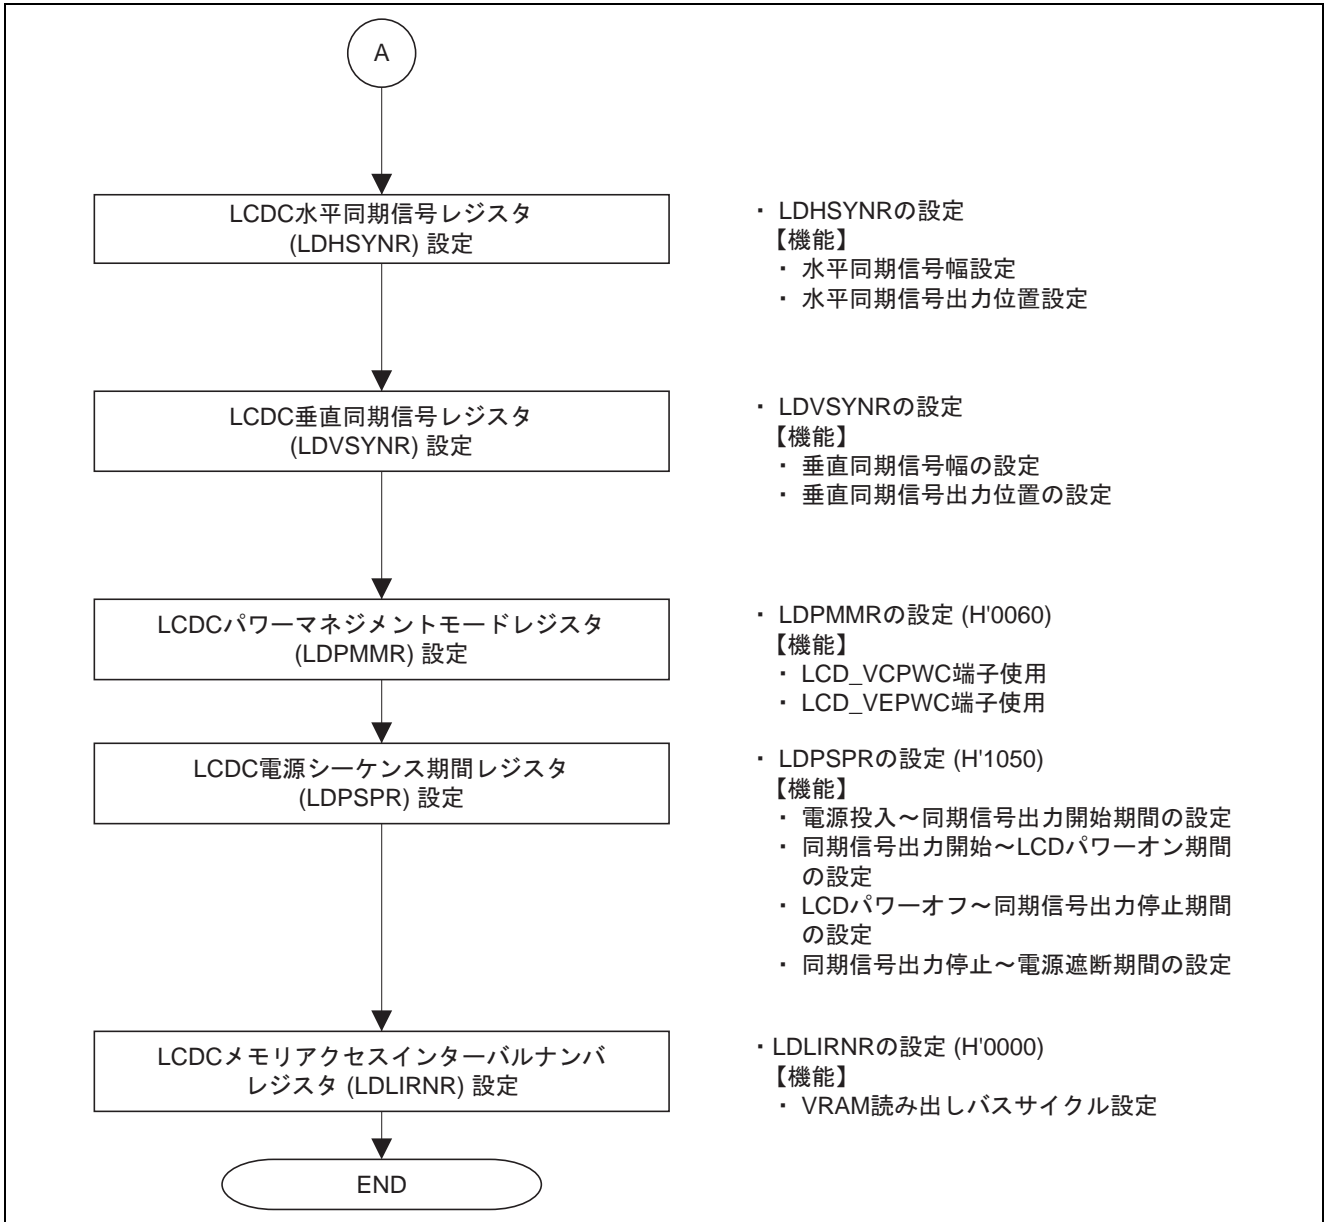 A
LCDC水平同期信号レジスタ
(LDHSYNR) 設定
・ LDHSYNRの設定
【機能】
・ 水平同期信号幅設定
・ 水平同期信号出力位置設定
LCDC垂直同期信号レジスタ
(LDVSYNR) 設定
・ LDVSYNRの設定
【機能】
・ 垂直同期信号幅の設定
・ 垂直同期信号出力位置の設定
LCDCパワーマネジメントモードレジスタ
(LDPMMR) 設定
・ LDPMMRの設定 (H'0060)
【機能】
・ LCD_VCPWC端子使用
・ LCD_VEPWC端子使用
LCDC電源シーケンス期間レジスタ
(LDPSPR) 設定
・ LDPSPRの設定 (H'1050)
【機能】
・ 電源投入～同期信号出力開始期間の設定
・ 同期信号出力開始～LCDパワーオン期間
の設定
・ LCDパワーオフ～同期信号出力停止期間
の設定
・ 同期信号出力停止～電源遮断期間の設定
LCDCメモリアクセスインターバルナンバ
レジスタ (LDLIRNR) 設定
・LDLIRNRの設定 (H'0000)
【機能】
・ VRAM読み出しバスサイクル設定
END